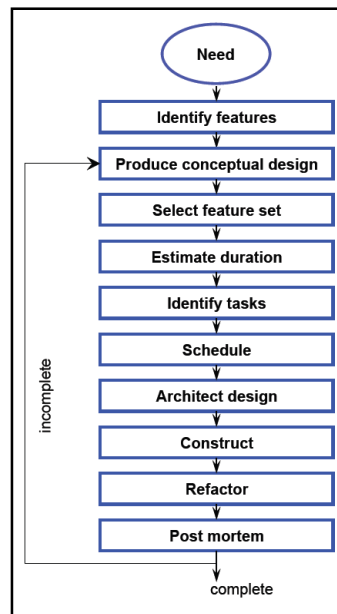 Need
Identify features
Produce conceptual design
Select feature set
Estimate duration
Identify tasks
Schedule
Architect design
Construct
Refactor
Post mortem
incomplete
complete